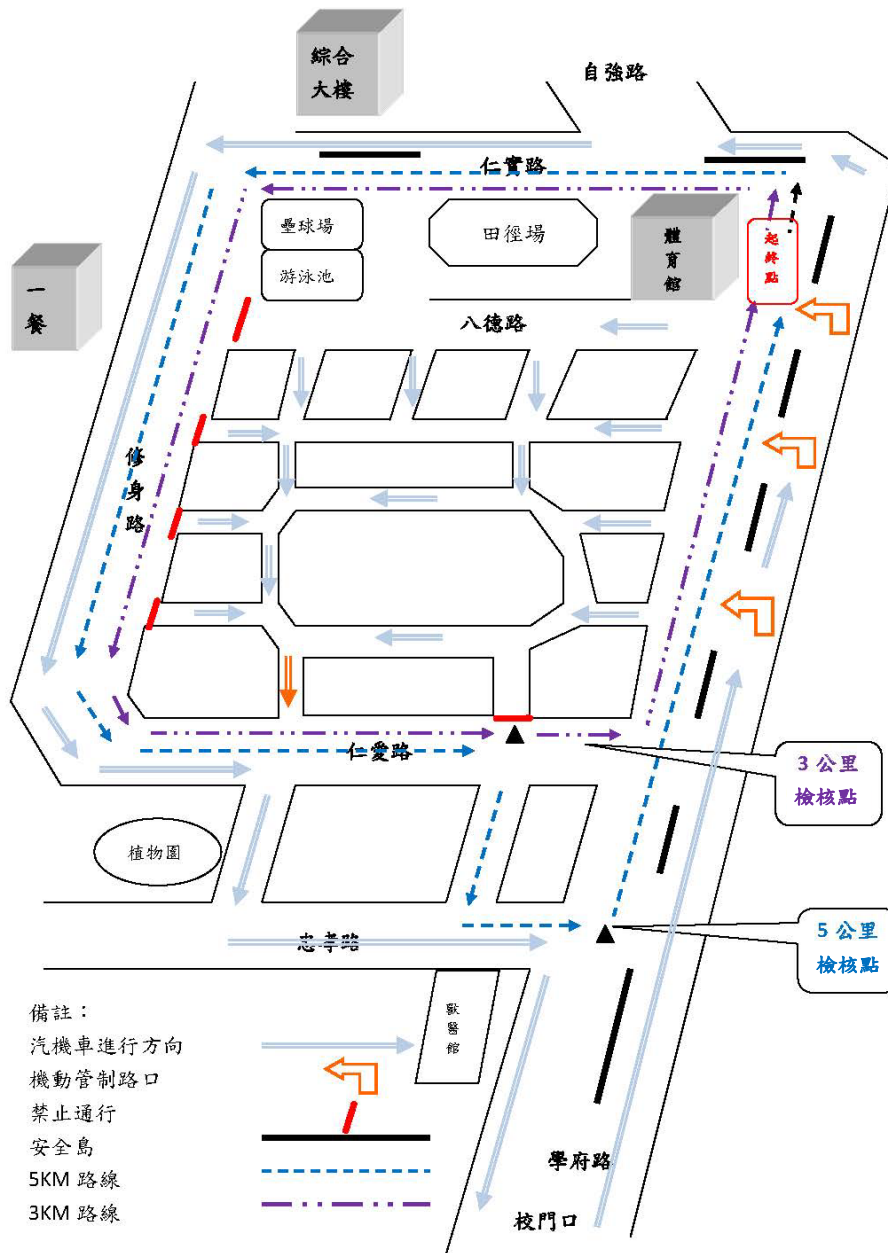 綜合
大樓
自強路
仁實路
壘球場
田徑場
體
育
館
起
終
點
游泳池
一
餐
八德路
修
身
路
仁愛路
3 公里
檢核點
植物園
忠孝路
5 公里
檢核點
獸
醫
館
備註：
汽機車進行方向
機動管制路口
禁止通行
安全島
5KM 路線
3KM 路線
學府路
校門口